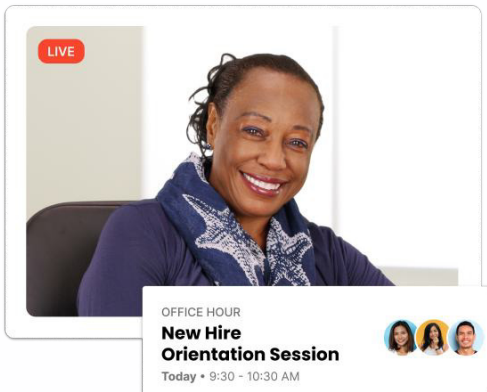 LIVE
OFFICE HOUR
New Hire
Orientation Session
Today • 9:30 - 10:30 AM